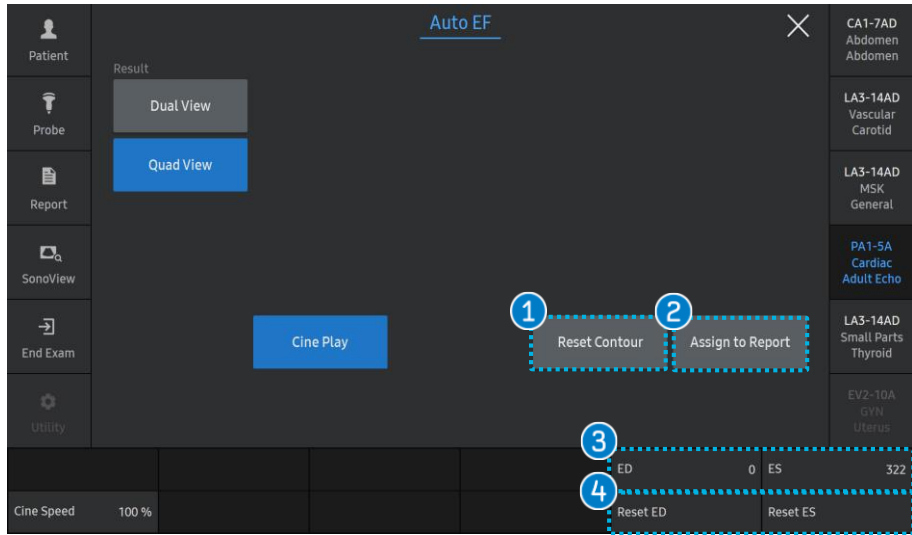 Auto EF
Patient
Probe
Report
SonoView
End Exam
Utility
Result
Dual View
Quad View
Cine Play
1
Reset Contour
2
Assign to Report
CA1-7AD
Abdomen
Abdomen
LA3-14AD
Vascular
Carotid
LA3-14AD
MSK
General
PA1-5A
Cardiac
Adult Echo
LA3-14AD
Small Parts
Thyroid
EV2-10A
GYN
Uterus
3
ED 0 ES 322
4
Cine Speed 100 % Reset ED Reset ES